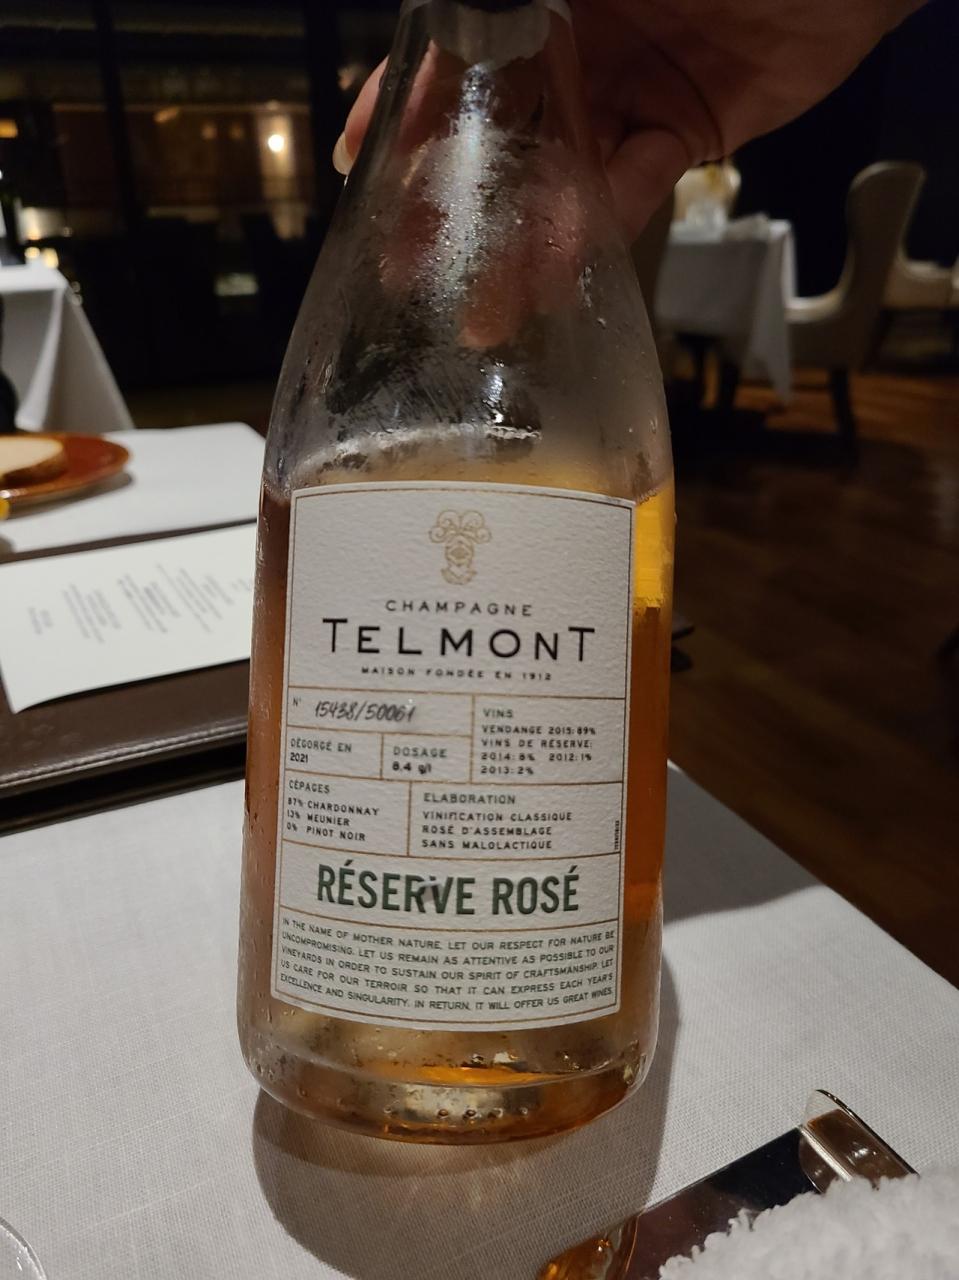 CHAMPAGNE
TELMONT
MAISON FONDÉE EN 1912
N° 15438/50061
DÉGORGÉ EN
2021
DOSAGE
8.4 g/l
VINS
VENDANGE 2015: 89%
VINS DE RÉSERVE:
2014: 8% 2012: 1%
2013: 2%
CÉPAGES
87% CHARDONNAY
13% MEUNIER
0% PINOT NOIR
ELABORATION
VINIFICATION CLASSIQUE
ROSÉ D'ASSEMBLAGE
SANS MALOLACTIQUE
RÉSERVE ROSÉ
IN THE NAME OF MOTHER NATURE, LET OUR RESPECT FOR NATURE BE
UNCOMPROMISING. LET US REMAIN AS ATTENTIVE AS POSSIBLE TO OUR
VINEYARDS IN ORDER TO SUSTAIN OUR SPIRIT OF CRAFTSMANSHIP. LET
US CARE FOR OUR TERROIR SO THAT IT CAN EXPRESS EACH YEAR'S
EXCELLENCE AND SINGULARITY. IN RETURN, IT WILL OFFER US GREAT WINES.